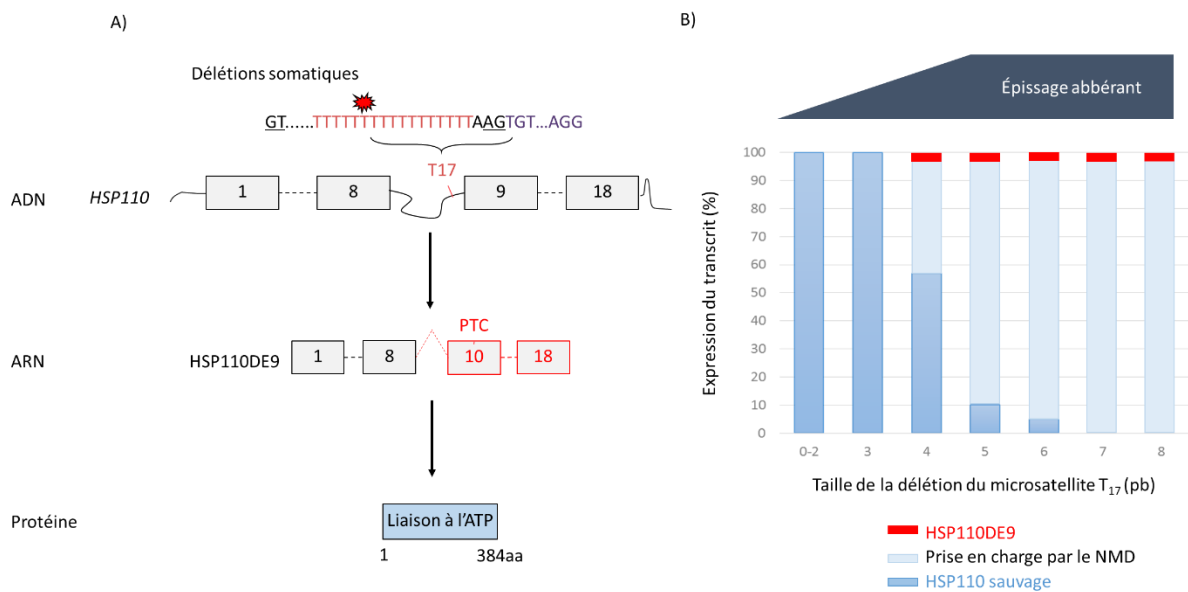 A)
Délétions somatiques
GT......TTTTTTTTTTTTTTTTTAAGTGT...AGG
T17
ADN
HSP110
1
8
9
18
PTC
ARN
HSP110DE9
1
8
10
18
Protéine
Liaison à l'ATP
1
384aa
B)
Épissage abbérant
Expression du transcrit (%)
100
90
80
70
60
50
40
30
20
10
0
0-2
3
4
5
6
7
8
Taille de la délétion du microsatellite T17 (pb)
HSP110DE9
Prise en charge par le NMD
HSP110 sauvage